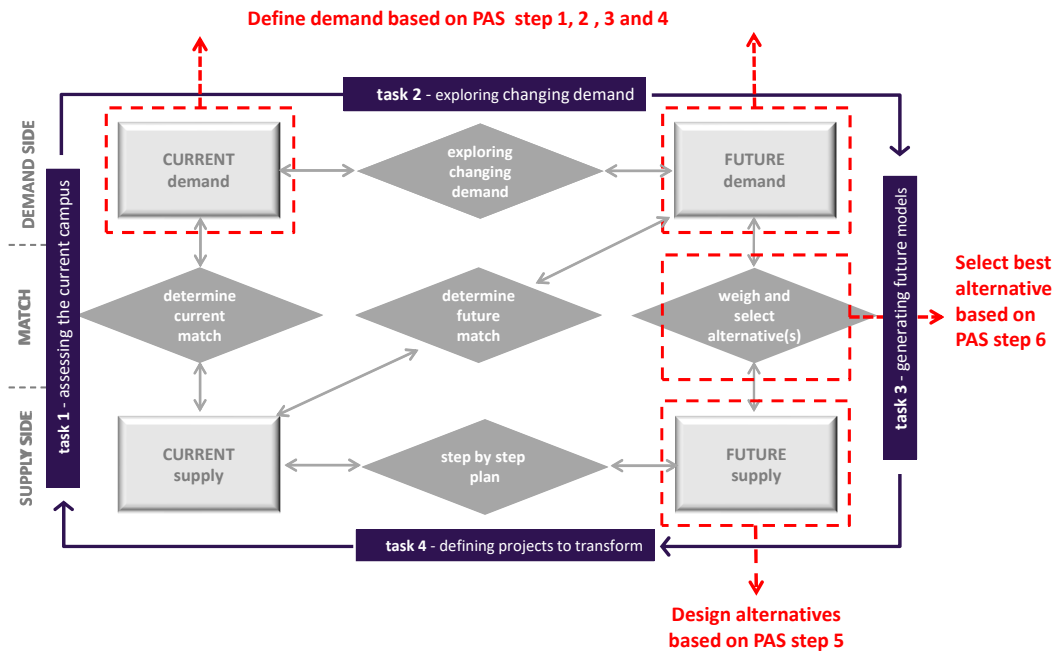 Define demand based on PAS step 1, 2 , 3 and 4
task 2 - exploring changing demand
DEMAND SIDE
MATCH
SUPPLY SIDE
task 1 - assessing the current campus
CURRENT
demand
exploring
changing
demand
FUTURE
demand
determine
current
match
determine
future
match
weigh and
select
alternative(s)
CURRENT
supply
step by step
plan
FUTURE
supply
task 3 - generating future models
Select best
alternative
based on
PAS step 6
task 4 - defining projects to transform
Design alternatives
based on PAS step 5